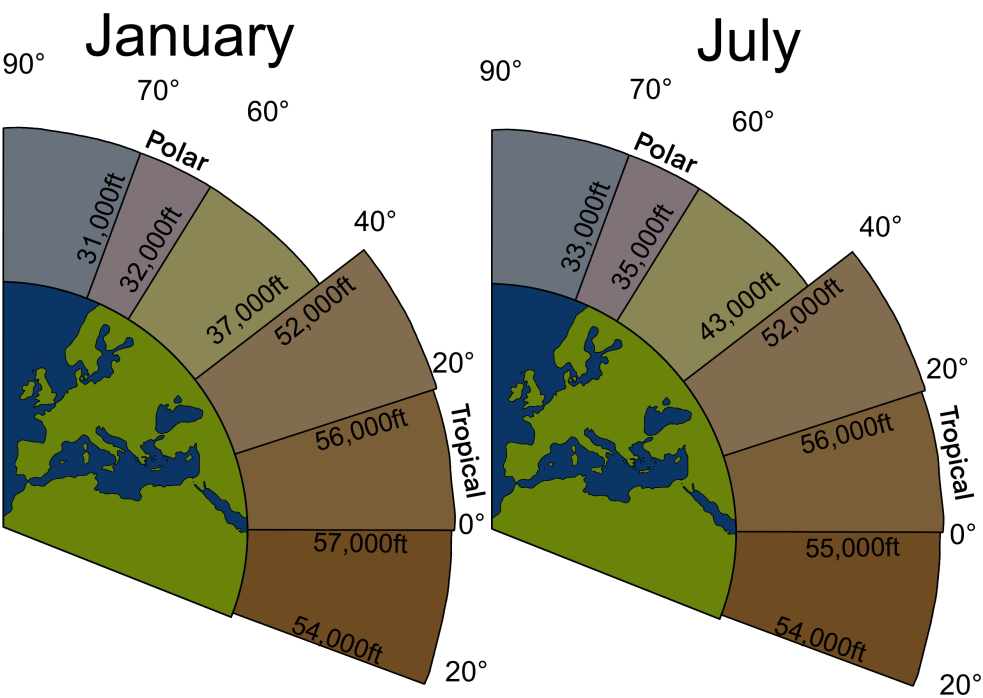 January
90°
70°
60°
Polar
31,000ft
32,000ft
37,000ft
40°
52,000ft
20°
56,000ft
Tropical
0°
57,000ft
54,000ft
20°
July
90°
70°
60°
Polar
33,000ft
35,000ft
43,000ft
40°
52,000ft
20°
56,000ft
Tropical
0°
55,000ft
54,000ft
20°